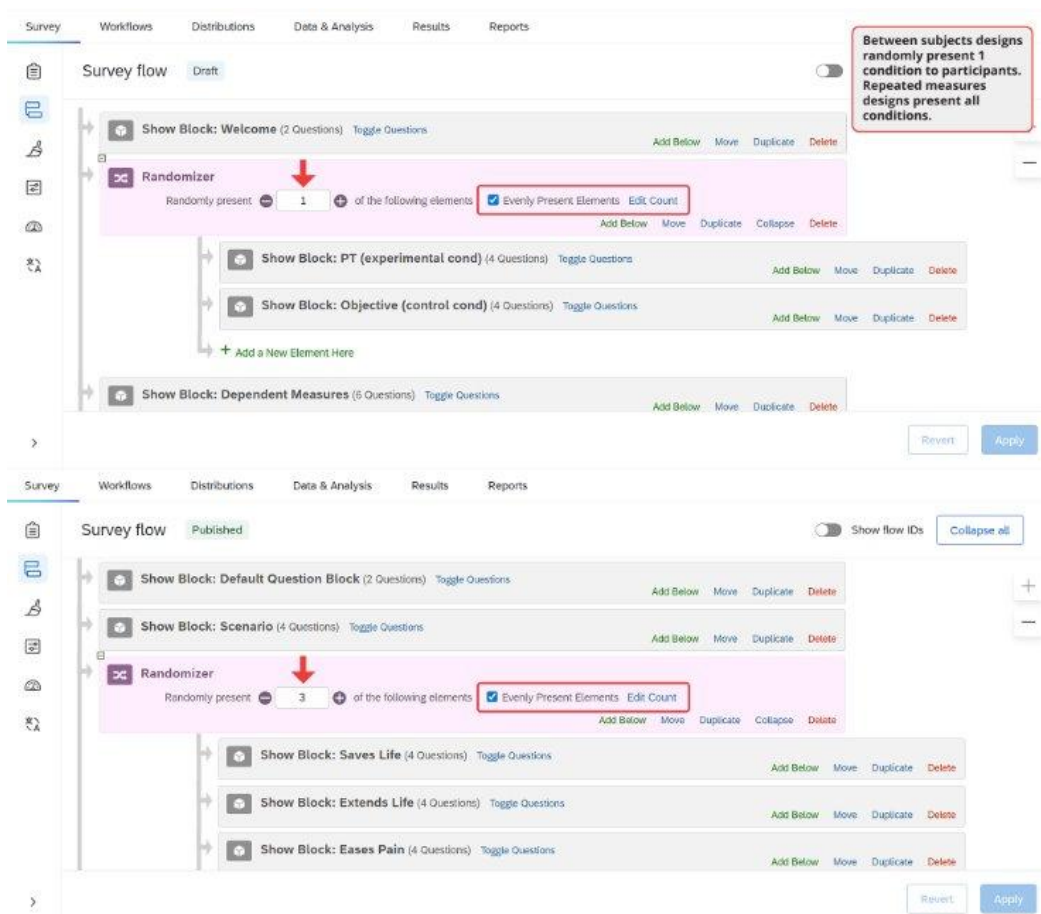 Survey Workflows Distributions Data & Analysis Results Reports
Between subjects designs
randomly present 1
condition to participants.
Repeated measures
designs present all
conditions.
Survey flow Draft
Show Block: Welcome (2 Questions) Toggle Questions
Add Below Move Duplicate Delete
Randomizer
Randomly present 1 of the following elements Evenly Present Elements Edit Count
Add Below Move Duplicate Collapse Delete
Show Block: PT (experimental cond) (4 Questions) Toggle Questions
Add Below Move Duplicate Delete
Show Block: Objective (control cond) (4 Questions) Toggle Questions
Add Below Move Duplicate Delete
+ Add a New Element Here
Show Block: Dependent Measures (6 Questions) Toggle Questions
Add Below Move Duplicate Delete
Revert Apply
Survey Workflows Distributions Data & Analysis Results Reports
Survey flow Published Show flow IDs Collapse all
Show Block: Default Question Block (2 Questions) Toggle Questions
Add Below Move Duplicate Delete
Show Block: Scenario (4 Questions) Toggle Questions
Add Below Move Duplicate Delete
Randomizer
Randomly present 3 of the following elements Evenly Present Elements Edit Count
Add Below Move Duplicate Collapse Delete
Show Block: Saves Life (4 Questions) Toggle Questions
Add Below Move Duplicate Delete
Show Block: Extends Life (4 Questions) Toggle Questions
Add Below Move Duplicate Delete
Show Block: Eases Pain (4 Questions) Toggle Questions
Add Below Move Duplicate Delete
Revert Apply